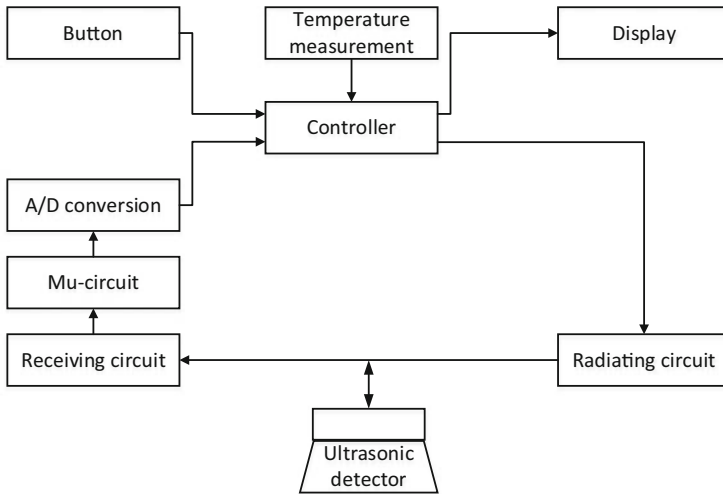 Button
Temperature
measurement
Display
Controller
A/D conversion
Mu-circuit
Receiving circuit
Radiating circuit
Ultrasonic
detector